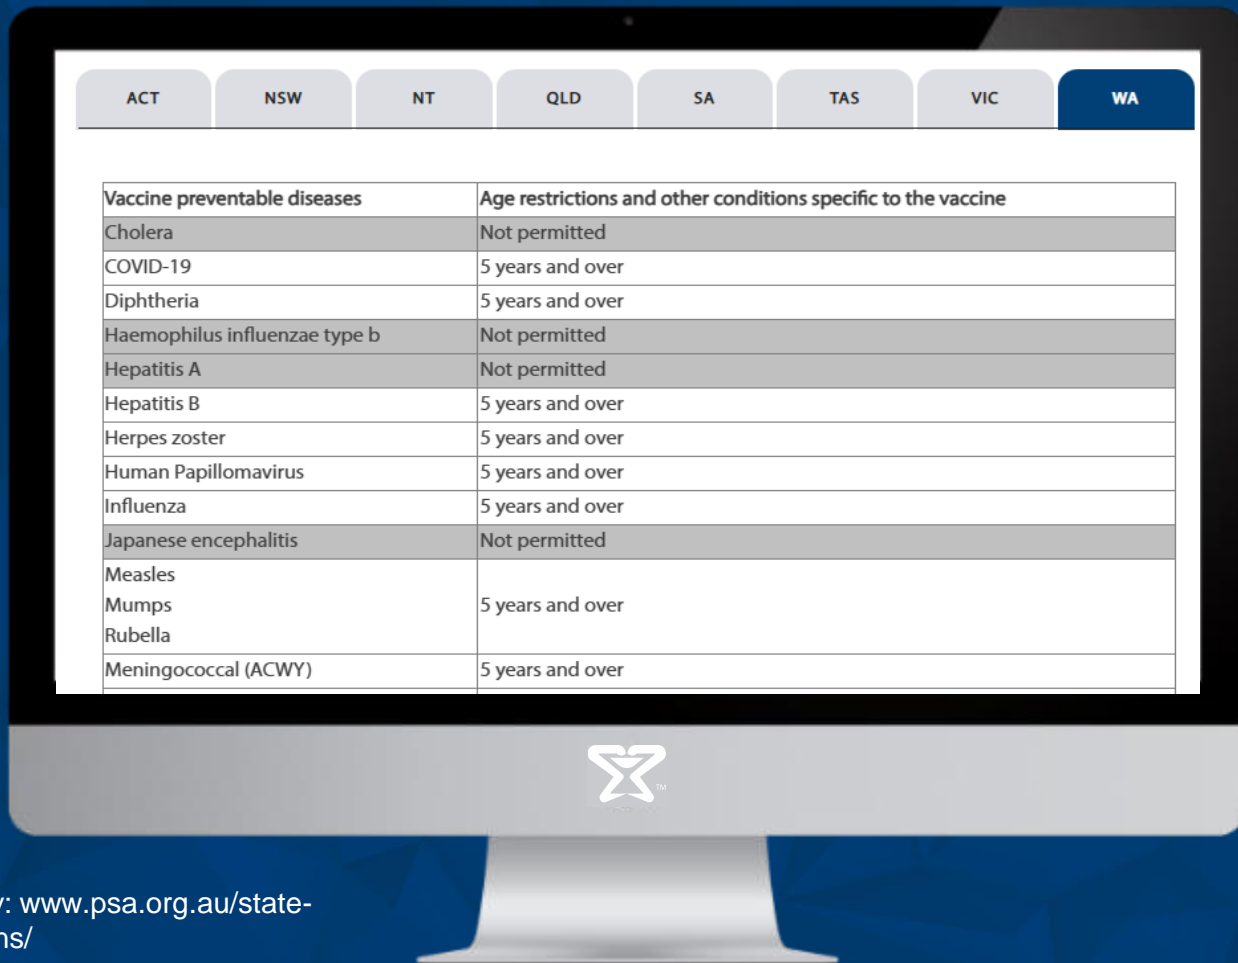 ACT NSW NT QLD SA TAS VIC WA
Vaccine preventable diseases Age restrictions and other conditions specific to the vaccine
Cholera Not permitted
COVID-19 5 years and over
Diphtheria 5 years and over
Haemophilus influenzae type b Not permitted
Hepatitis A Not permitted
Hepatitis B 5 years and over
Herpes zoster 5 years and over
Human Papillomavirus 5 years and over
Influenza 5 years and over
Japanese encephalitis Not permitted
Measles
Mumps 5 years and over
Rubella
Meningococcal (ACWY) 5 years and over
TM
: www.psa.org.au/state-
ns/